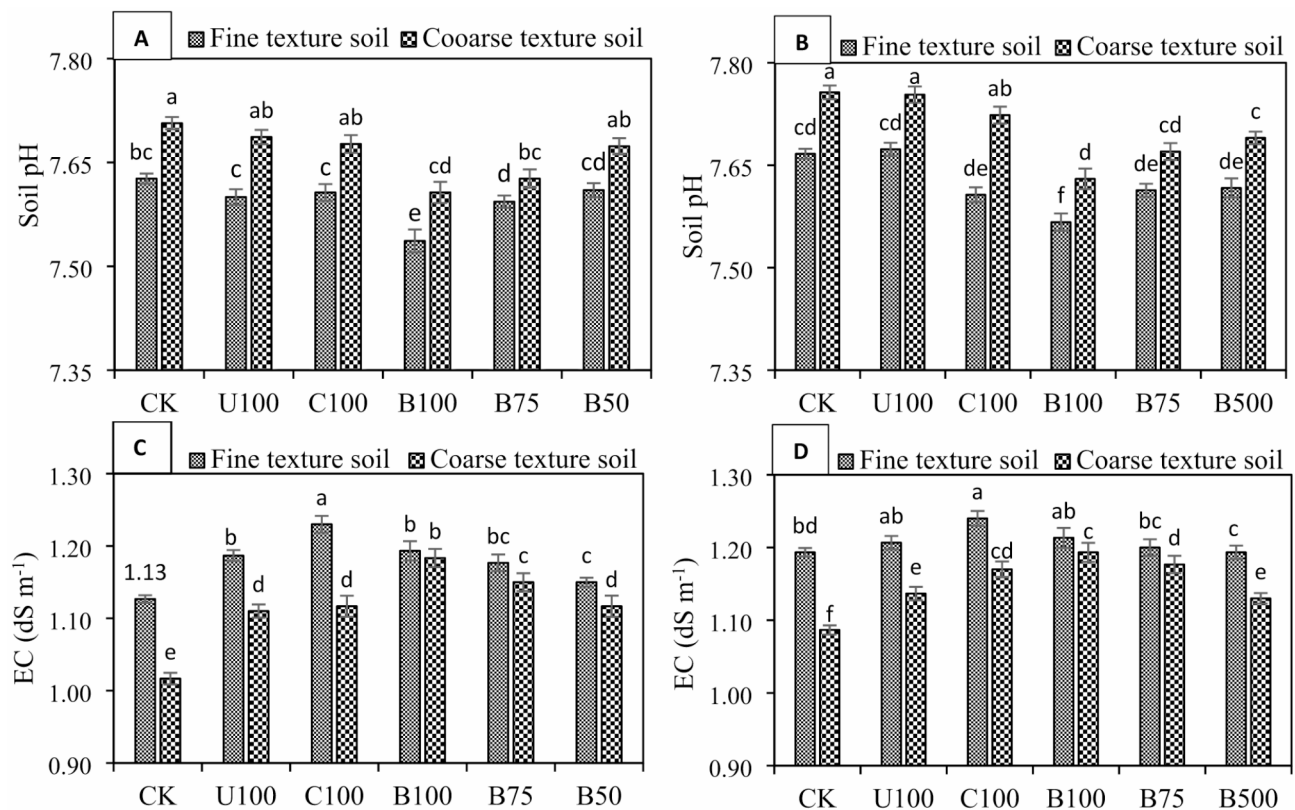 A
Fine texture soil Cooarse texture soil
7.80
7.65
7.50
7.35
Soil pH
bc a c ab c ab e cd d bc cd ab
CK U100 C100 B100 B75 B50
B
Fine texture soil Coarse texture soil
7.80
7.65
7.50
7.35
Soil pH
cd a cd a de ab f d de cd de c
CK U100 C100 B100 B75 B500
C
Fine texture soil Coarse texture soil
1.30
1.20
1.10
1.00
0.90
EC (dS m-1)
1.13 e b d a d b b bc c c d
CK U100 C100 B100 B75 B50
D
Fine texture soil Coarse texture soil
1.30
1.20
1.10
1.00
0.90
EC (dS m-1)
bd f ab e a cd ab c bc d c e
CK U100 C100 B100 B75 B500